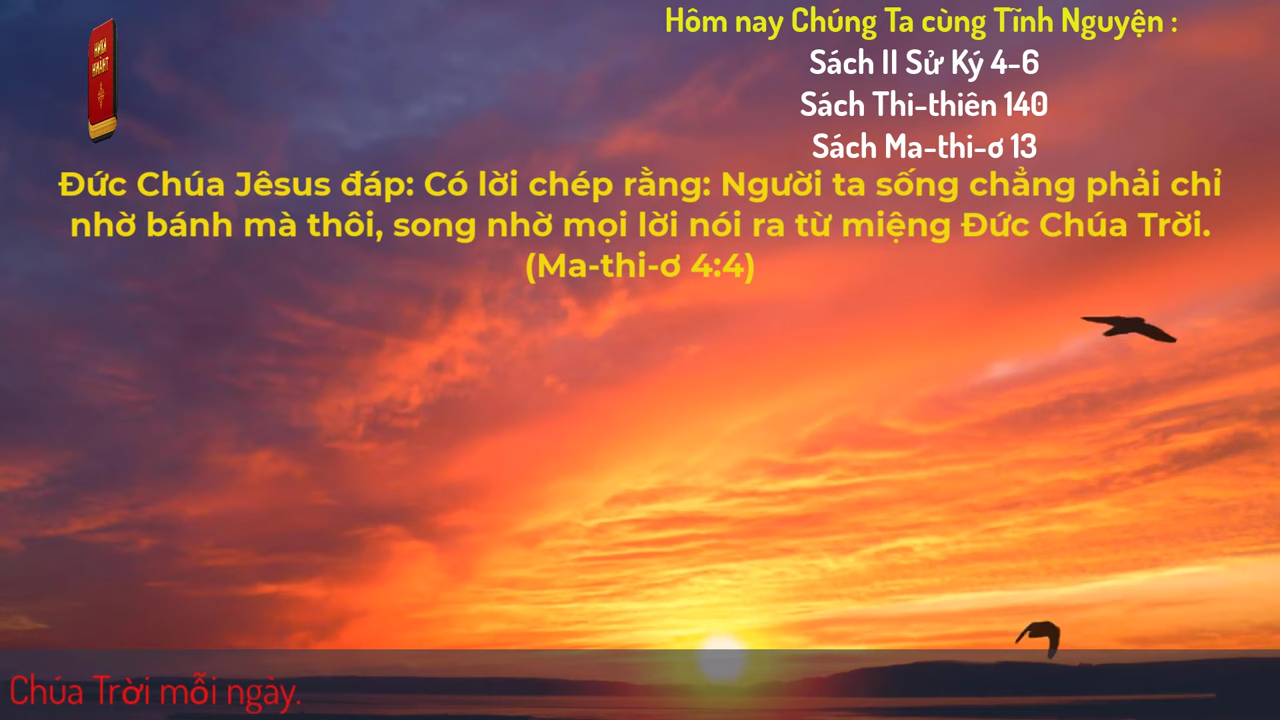 Hôm nay Chúng Ta cùng Tĩnh Nguyện :
Sách II Sử Ký 4-6
Sách Thi-thiên 140
Sách Ma-thi-ơ 13
Đức Chúa Jêsus đáp: Có lời chép rằng: Người ta sống chẳng phải chỉ
nhờ bánh mà thôi, song nhờ mọi lời nói ra từ miệng Đức Chúa Trời.
(Ma-thi-ơ 4:4)
Chúa Trời mỗi ngày.